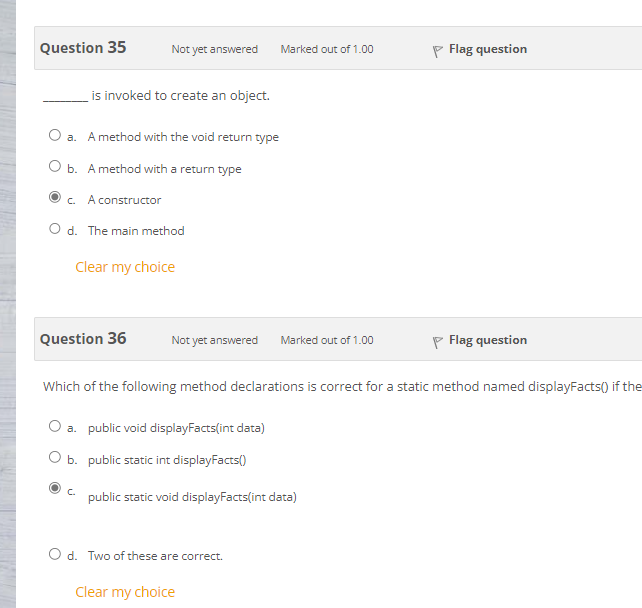 Question 35 Not yet answered Marked out of 1.00 Flag question
________ is invoked to create an object.
a. A method with the void return type
b. A method with a return type
c. A constructor
d. The main method
Clear my choice
Question 36 Not yet answered Marked out of 1.00 Flag question
Which of the following method declarations is correct for a static method named displayFacts() if the
a. public void displayFacts(int data)
b. public static int displayFacts()
c. public static void displayFacts(int data)
d. Two of these are correct.
Clear my choice